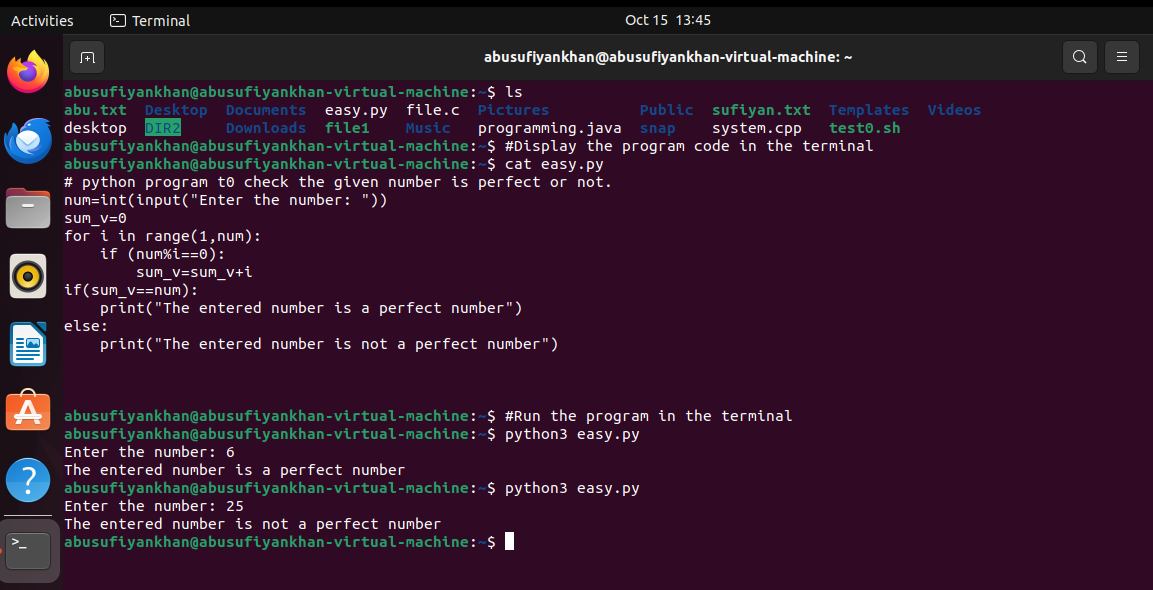 Activities Terminal Oct 15 13:45
abusufiyankhan@abusufiyankhan-virtual-machine: ~
abusufiyankhan@abusufiyankhan-virtual-machine:~$ ls
abu.txt Desktop Documents easy.py file.c Pictures Public sufiyan.txt Templates Videos
desktop DIR2 Downloads file1 Music programming.java snap system.cpp test0.sh
abusufiyankhan@abusufiyankhan-virtual-machine:~$ #Display the program code in the terminal
abusufiyankhan@abusufiyankhan-virtual-machine:~$ cat easy.py
# python program t0 check the given number is perfect or not.
num=int(input("Enter the number: "))
sum_v=0
for i in range(1,num):
    if (num%i==0):
        sum_v=sum_v+i
if(sum_v==num):
    print("The entered number is a perfect number")
else:
    print("The entered number is not a perfect number")
abusufiyankhan@abusufiyankhan-virtual-machine:~$ #Run the program in the terminal
abusufiyankhan@abusufiyankhan-virtual-machine:~$ python3 easy.py
Enter the number: 6
The entered number is a perfect number
abusufiyankhan@abusufiyankhan-virtual-machine:~$ python3 easy.py
Enter the number: 25
The entered number is not a perfect number
abusufiyankhan@abusufiyankhan-virtual-machine:~$